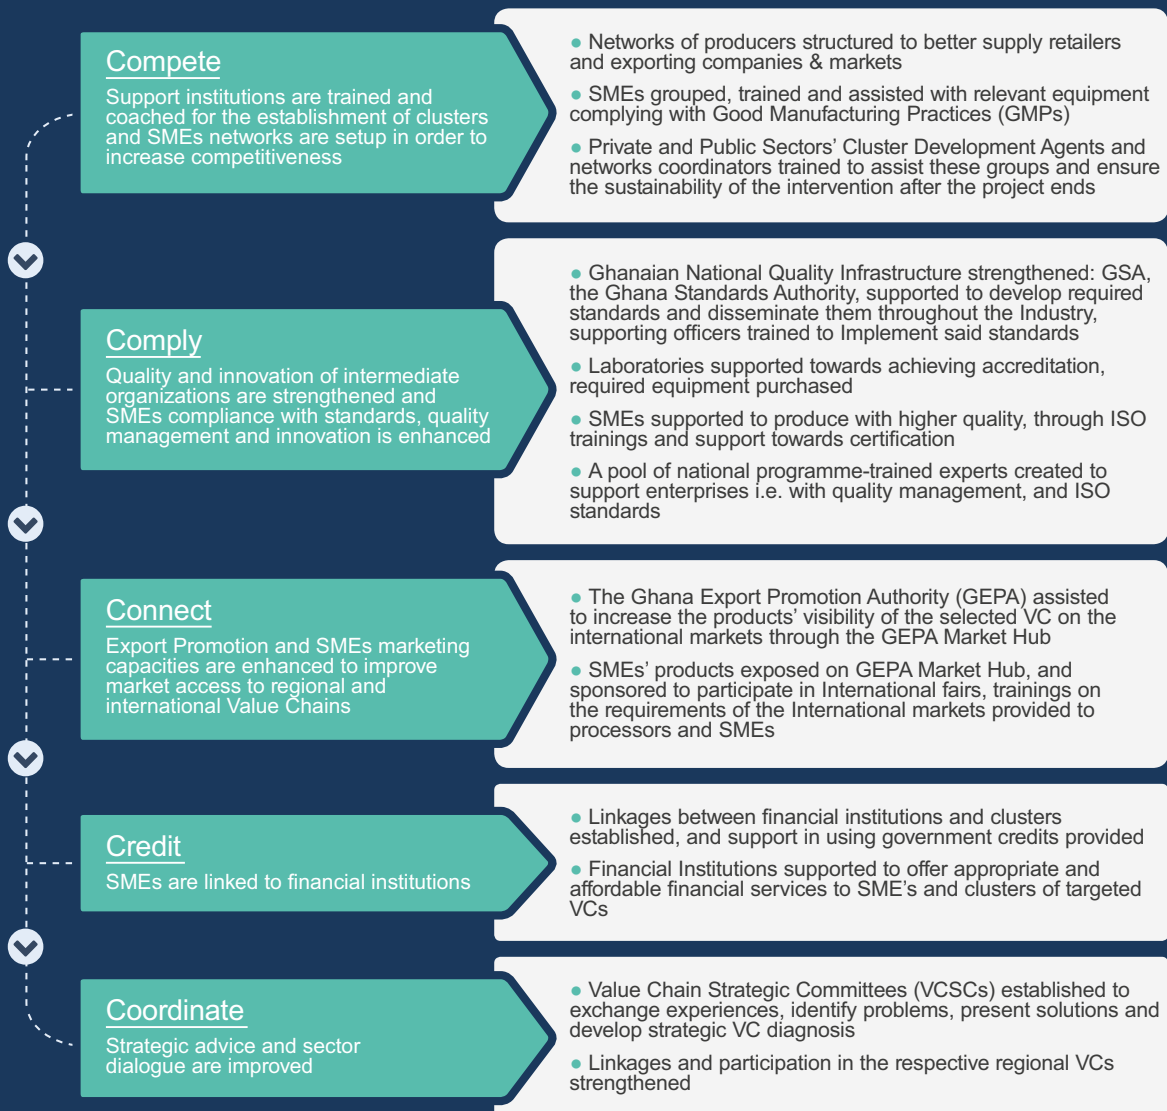 Compete
Support institutions are trained and
coached for the establishment of clusters
and SMEs networks are setup in order to
increase competitiveness
● Networks of producers structured to better supply retailers
and exporting companies & markets
● SMEs grouped, trained and assisted with relevant equipment
complying with Good Manufacturing Practices (GMPs)
● Private and Public Sectors’ Cluster Development Agents and
networks coordinators trained to assist these groups and ensure
the sustainability of the intervention after the project ends
Comply
Quality and innovation of intermediate
organizations are strengthened and
SMEs compliance with standards, quality
management and innovation is enhanced
● Ghanaian National Quality Infrastructure strengthened: GSA,
the Ghana Standards Authority, supported to develop required
standards and disseminate them throughout the Industry,
supporting officers trained to Implement said standards
● Laboratories supported towards achieving accreditation,
required equipment purchased
● SMEs supported to produce with higher quality, through ISO
trainings and support towards certification
● A pool of national programme-trained experts created to
support enterprises i.e. with quality management, and ISO
standards
Connect
Export Promotion and SMEs marketing
capacities are enhanced to improve
market access to regional and
international Value Chains
● The Ghana Export Promotion Authority (GEPA) assisted
to increase the products’ visibility of the selected VC on the
international markets through the GEPA Market Hub
● SMEs’ products exposed on GEPA Market Hub, and
sponsored to participate in International fairs, trainings on
the requirements of the International markets provided to
processors and SMEs
Credit
SMEs are linked to financial institutions
● Linkages between financial institutions and clusters
established, and support in using government credits provided
● Financial Institutions supported to offer appropriate and
affordable financial services to SME’s and clusters of targeted
VCs
Coordinate
Strategic advice and sector
dialogue are improved
● Value Chain Strategic Committees (VCSCs) established to
exchange experiences, identify problems, present solutions and
develop strategic VC diagnosis
● Linkages and participation in the respective regional VCs
strengthened